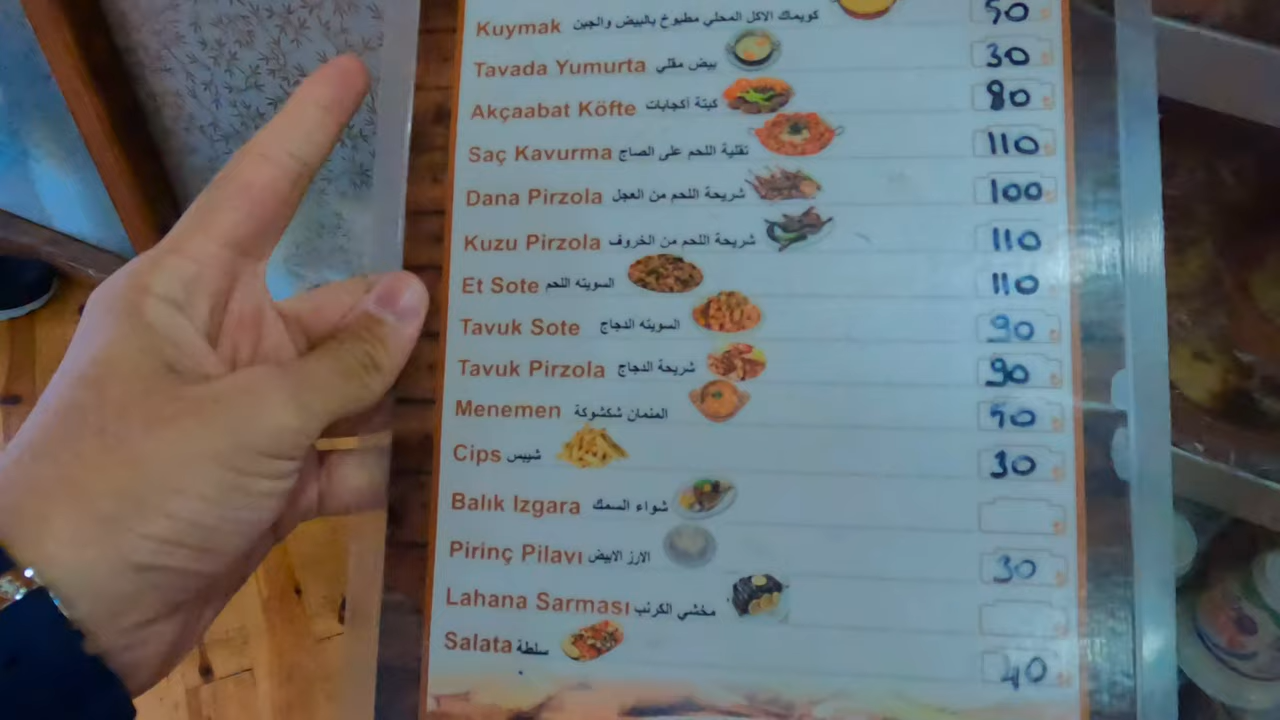 Kuymak كويماك الاكل المحلي مطبوخ بالبيض والجبن 50
Tavada Yumurta بيض مقلي 30
Akçaabat Köfte كبتة أكجابات 80
Saç Kavurma تقلية اللحم على الصاج 110
Dana Pirzola شريحة اللحم من العجل 100
Kuzu Pirzola شريحة اللحم من الخروف 110
Et Sote السويته اللحم 110
Tavuk Sote السويته الدجاج 90
Tavuk Pirzola شريحة الدجاج 90
Menemen المنمان شكشوكة 50
Cips شيبس 30
Balık Izgara شواء السمك
Pirinç Pilavı الارز الابيض 30
Lahana Sarması مخشي الكرنب
Salata سلطة 40